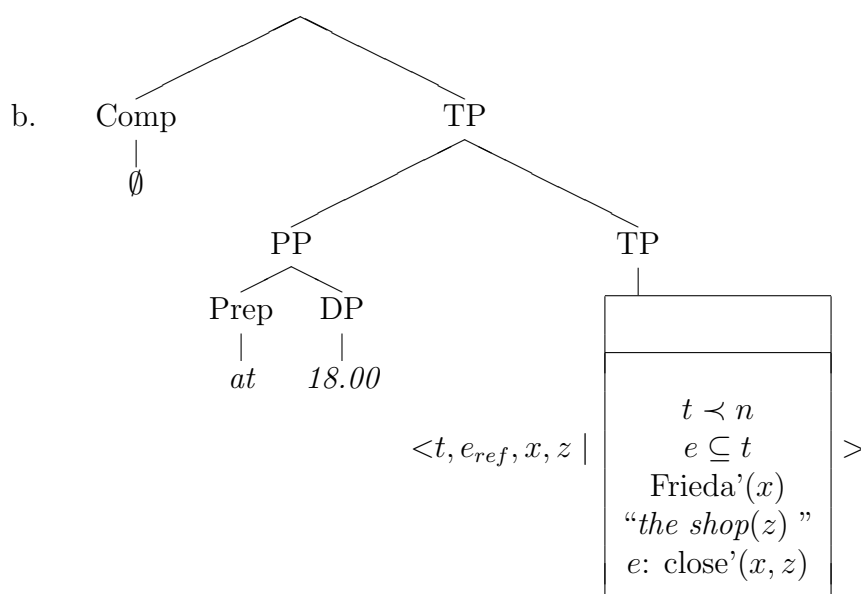 b. Comp TP
∅
PP TP
Prep DP
at 18.00
t ≺ n
<t, e_ref, x, z | e ⊆ t >
Frieda’(x)
“the shop(z) ”
e: close’(x, z)